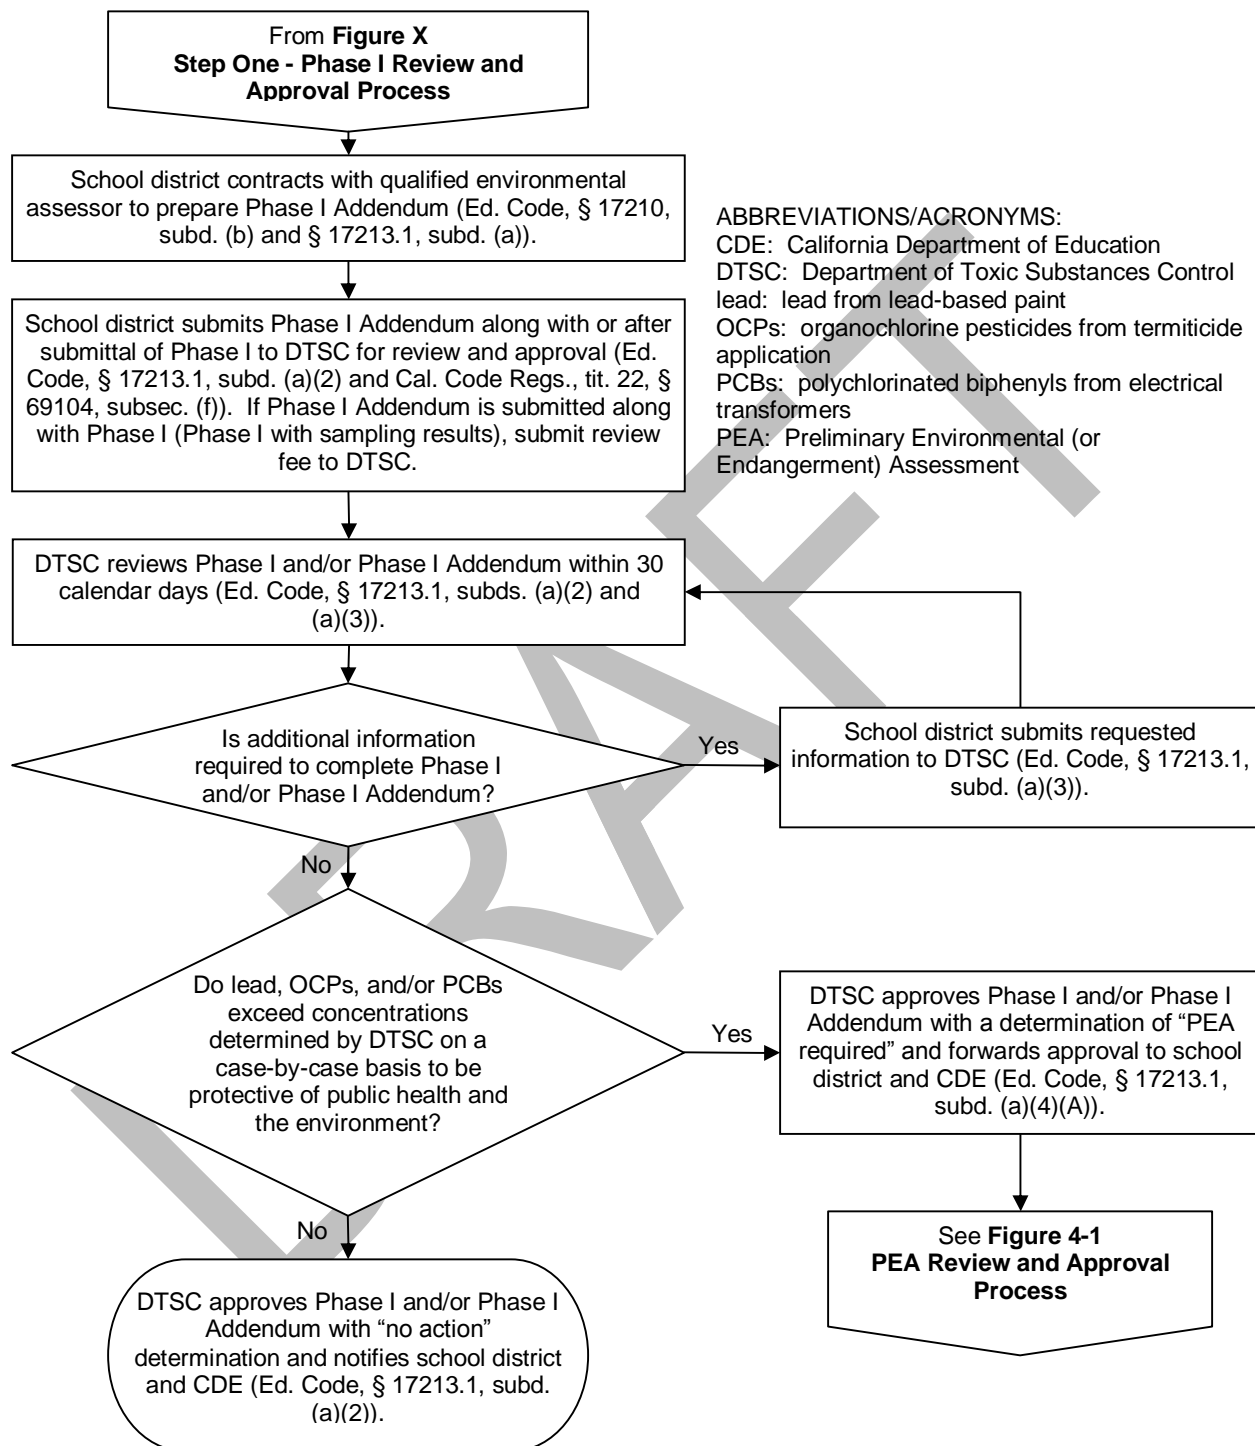 From Figure X
Step One - Phase I Review and
Approval Process
School district contracts with qualified environmental
assessor to prepare Phase I Addendum (Ed. Code, § 17210,
subd. (b) and § 17213.1, subd. (a)).
ABBREVIATIONS/ACRONYMS:
CDE: California Department of Education
DTSC: Department of Toxic Substances Control
lead: lead from lead-based paint
OCPs: organochlorine pesticides from termiticide
application
PCBs: polychlorinated biphenyls from electrical
transformers
PEA: Preliminary Environmental (or
Endangerment) Assessment
School district submits Phase I Addendum along with or after
submittal of Phase I to DTSC for review and approval (Ed.
Code, § 17213.1, subd. (a)(2) and Cal. Code Regs., tit. 22, §
69104, subsec. (f)). If Phase I Addendum is submitted along
with Phase I (Phase I with sampling results), submit review
fee to DTSC.
DTSC reviews Phase I and/or Phase I Addendum within 30
calendar days (Ed. Code, § 17213.1, subds. (a)(2) and
(a)(3)).
Is additional information
required to complete Phase I
and/or Phase I Addendum?
Yes
School district submits requested
information to DTSC (Ed. Code, § 17213.1,
subd. (a)(3)).
No
Do lead, OCPs, and/or PCBs
exceed concentrations
determined by DTSC on a
case-by-case basis to be
protective of public health and
the environment?
Yes
DTSC approves Phase I and/or Phase I
Addendum with a determination of “PEA
required” and forwards approval to school
district and CDE (Ed. Code, § 17213.1,
subd. (a)(4)(A)).
No
See Figure 4-1
PEA Review and Approval
Process
DTSC approves Phase I and/or Phase I
Addendum with “no action”
determination and notifies school district
and CDE (Ed. Code, § 17213.1, subd.
(a)(2)).
DRAFT